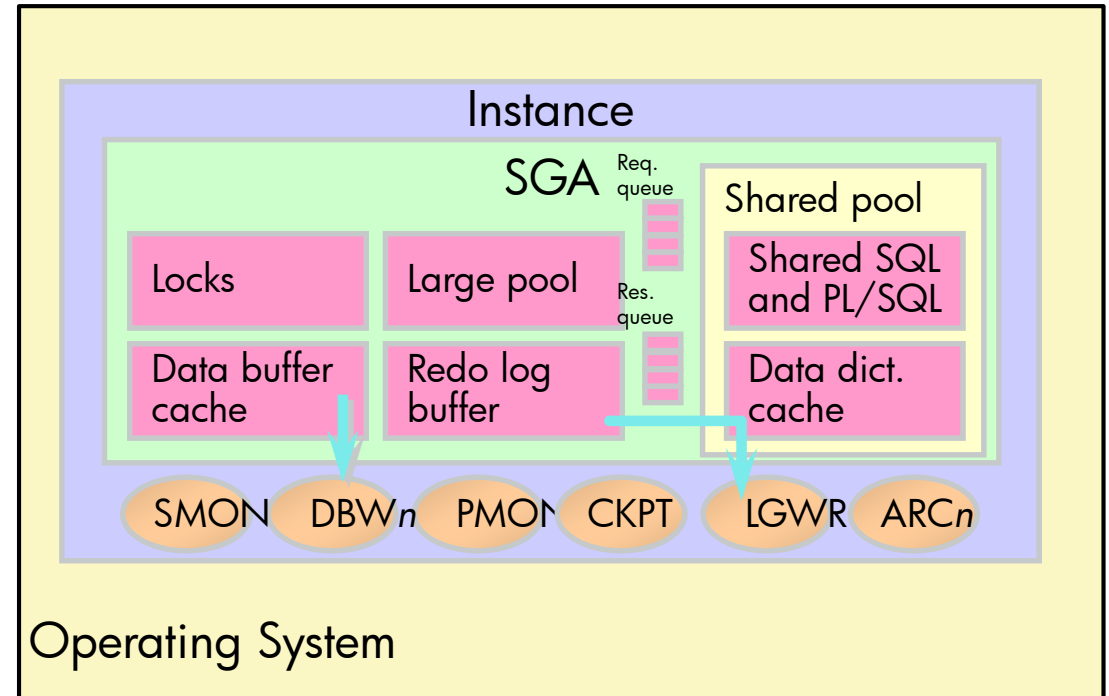 Instance
SGA
Req.
queue
Shared pool
Locks
Large pool
Res.
queue
Shared SQL
and PL/SQL
Data buffer
cache
Redo log
buffer
Data dict.
cache
SMON
DBWn
PMON
CKPT
LGWR
ARCn
Operating System